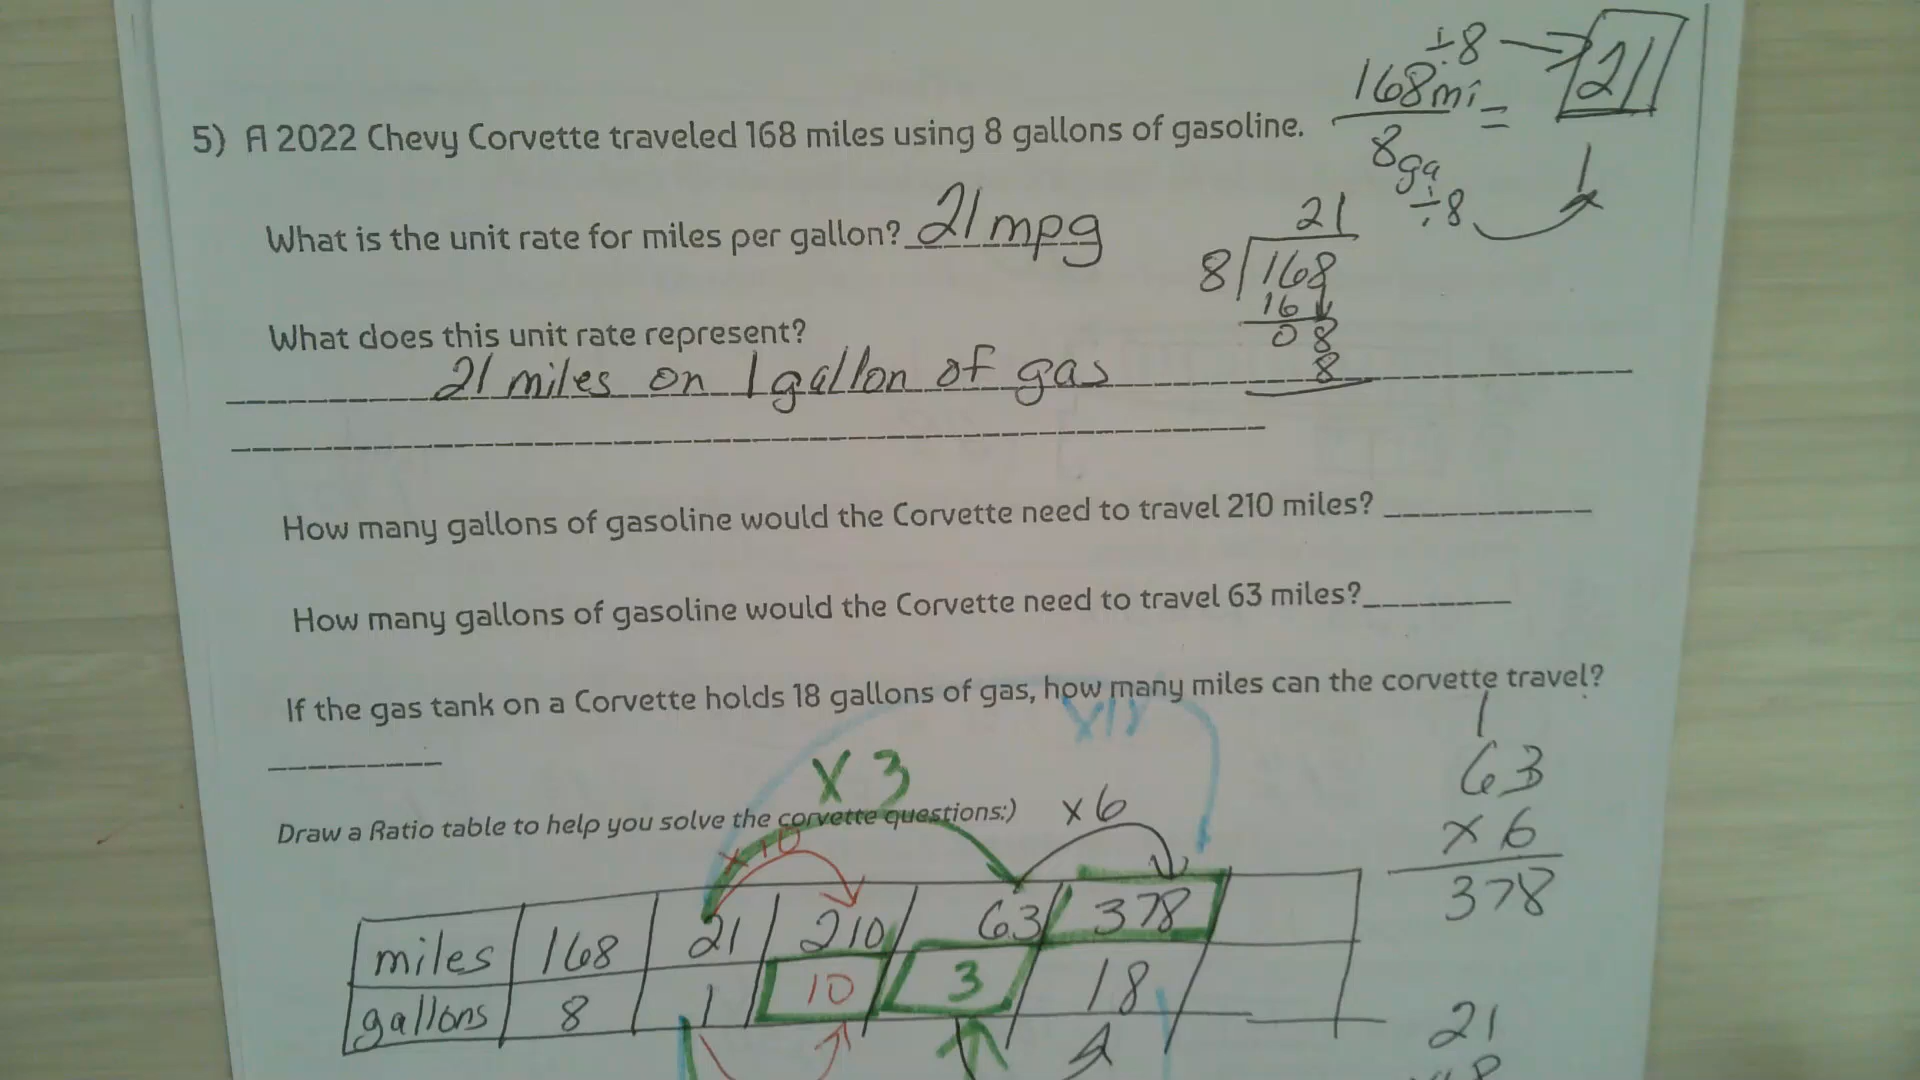 ÷8
168mi = 21
8ga 1
÷8
5) A 2022 Chevy Corvette traveled 168 miles using 8 gallons of gasoline.
What is the unit rate for miles per gallon? 21 mpg
21
8 168
16
08
8
What does this unit rate represent?
21 miles on 1 gallon of gas
How many gallons of gasoline would the Corvette need to travel 210 miles?
How many gallons of gasoline would the Corvette need to travel 63 miles?
If the gas tank on a Corvette holds 18 gallons of gas, how many miles can the corvette travel?
Draw a Ratio table to help you solve the corvette questions:)
x 3
x 6
x 10
1
63
x 6
378
miles 168 21 210 63 378
gallons 8 1 10 3 18
21